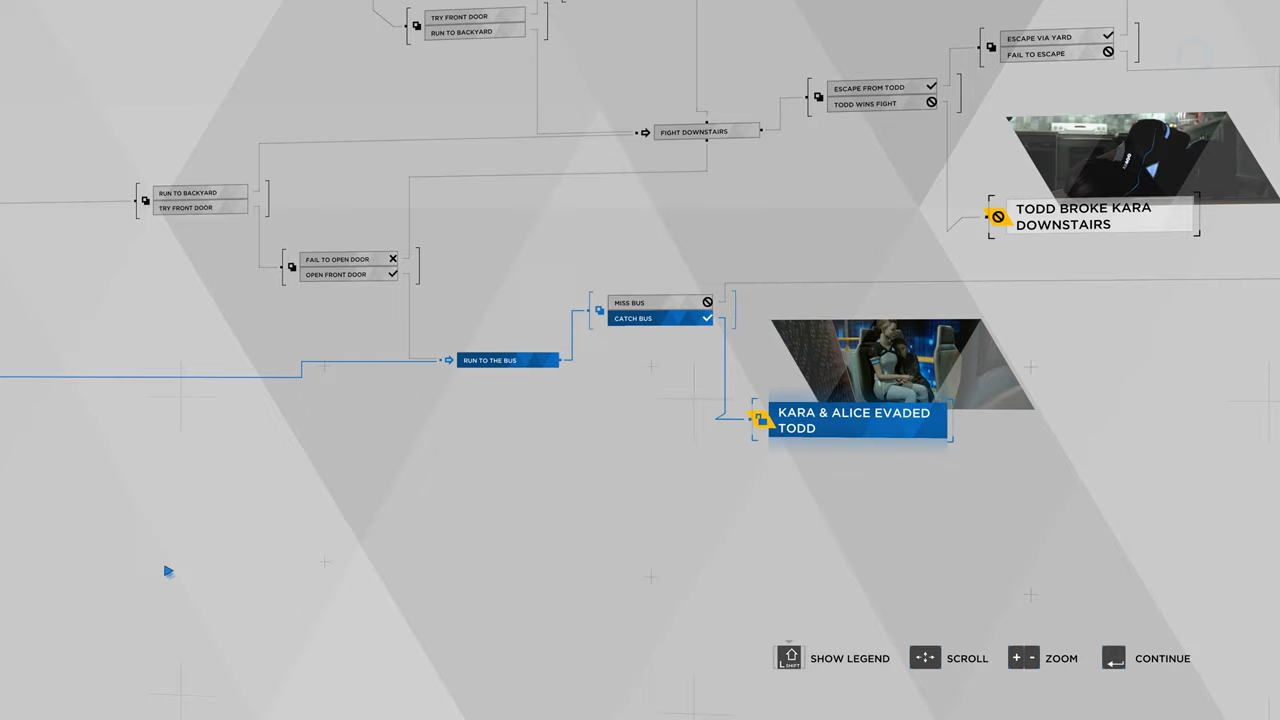 TRY FRONT DOOR
RUN TO BACKYARD
ESCAPE VIA YARD
FAIL TO ESCAPE
ESCAPE FROM TODD
TODD WINS FIGHT
FIGHT DOWNSTAIRS
RUN TO BACKYARD
TRY FRONT DOOR
TODD BROKE KARA
DOWNSTAIRS
FAIL TO OPEN DOOR
OPEN FRONT DOOR
MISS BUS
CATCH BUS
RUN TO THE BUS
KARA & ALICE EVADED
TODD
L SHIFT
SHOW LEGEND
SCROLL
+ -
ZOOM
CONTINUE